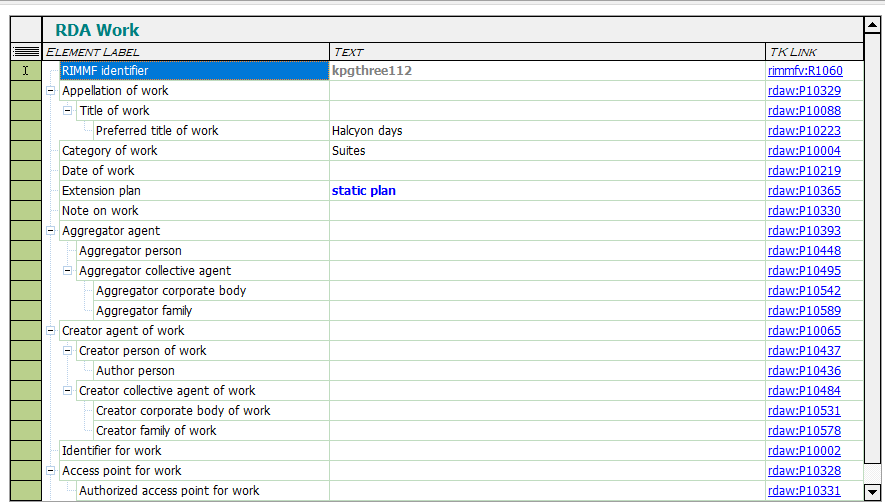 RDA Work
ELEMENT LABEL TEXT TK LINK
RIMMF identifier kpgthree112 rimmfv:R1060
Appellation of work rdaw:P10329
Title of work rdaw:P10088
Preferred title of work Halcyon days rdaw:P10223
Category of work Suites rdaw:P10004
Date of work rdaw:P10219
Extension plan static plan rdaw:P10365
Note on work rdaw:P10330
Aggregator agent rdaw:P10393
Aggregator person rdaw:P10448
Aggregator collective agent rdaw:P10495
Aggregator corporate body rdaw:P10542
Aggregator family rdaw:P10589
Creator agent of work rdaw:P10065
Creator person of work rdaw:P10437
Author person rdaw:P10436
Creator collective agent of work rdaw:P10484
Creator corporate body of work rdaw:P10531
Creator family of work rdaw:P10578
Identifier for work rdaw:P10002
Access point for work rdaw:P10328
Authorized access point for work rdaw:P10331